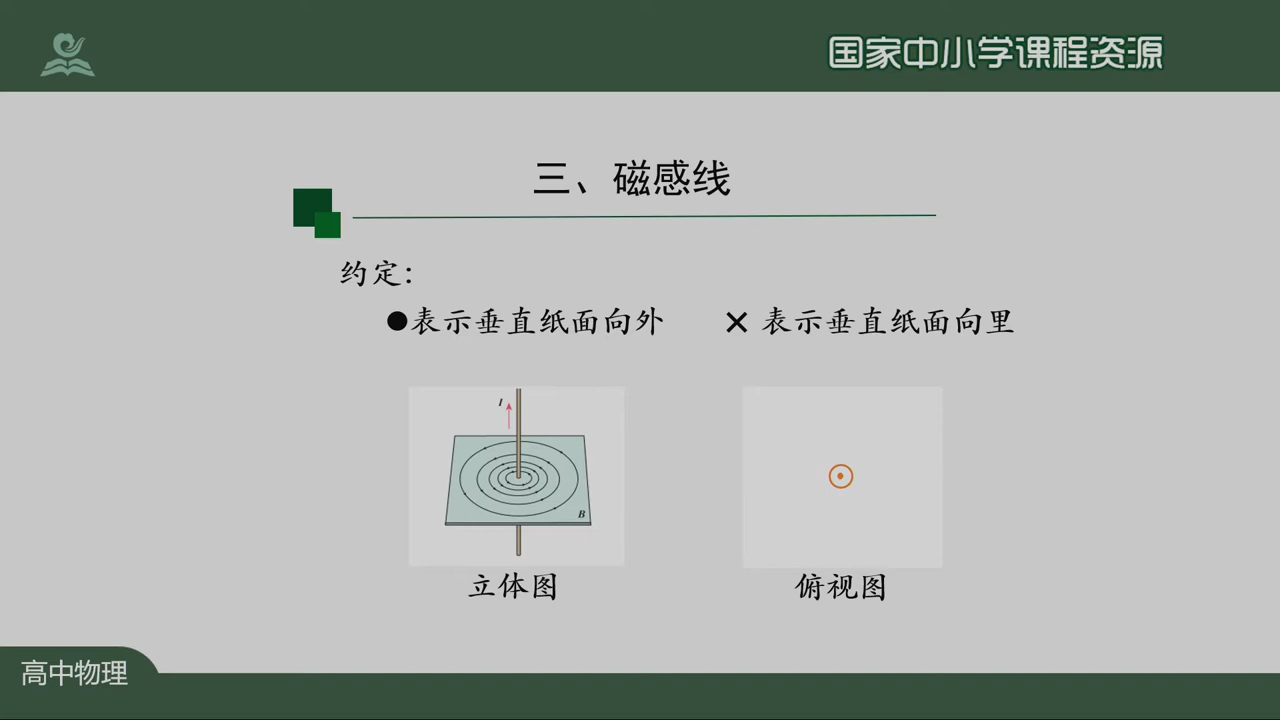 国家中小学课程资源
三、磁感线
约定：
●表示垂直纸面向外 × 表示垂直纸面向里
I
B
立体图 俯视图
高中物理